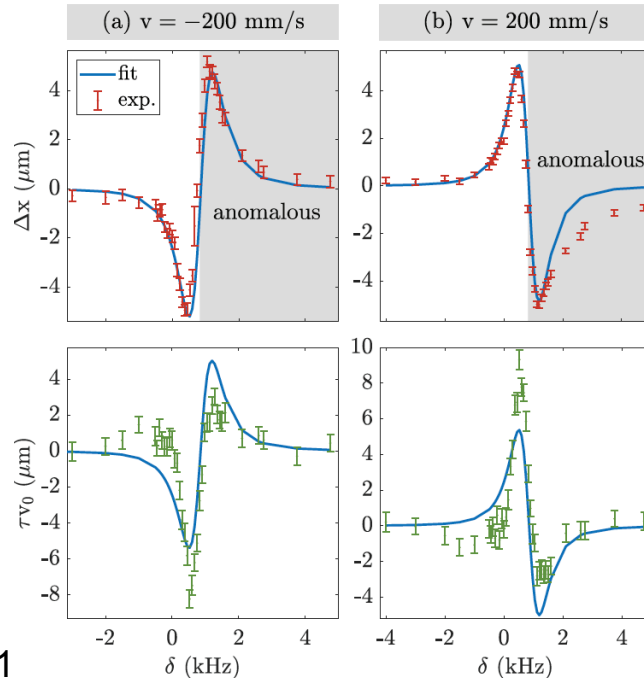 (a) v = −200 mm/s
(b) v = 200 mm/s
fit
exp.
anomalous
anomalous
Δx (μm)
4
2
0
-2
-4
4
2
0
-2
-4
τv₀ (μm)
4
2
0
-2
-4
-6
-8
10
8
6
4
2
0
-2
-4
-2 0 2 4
-4 -2 0 2 4
δ (kHz)
δ (kHz)
1